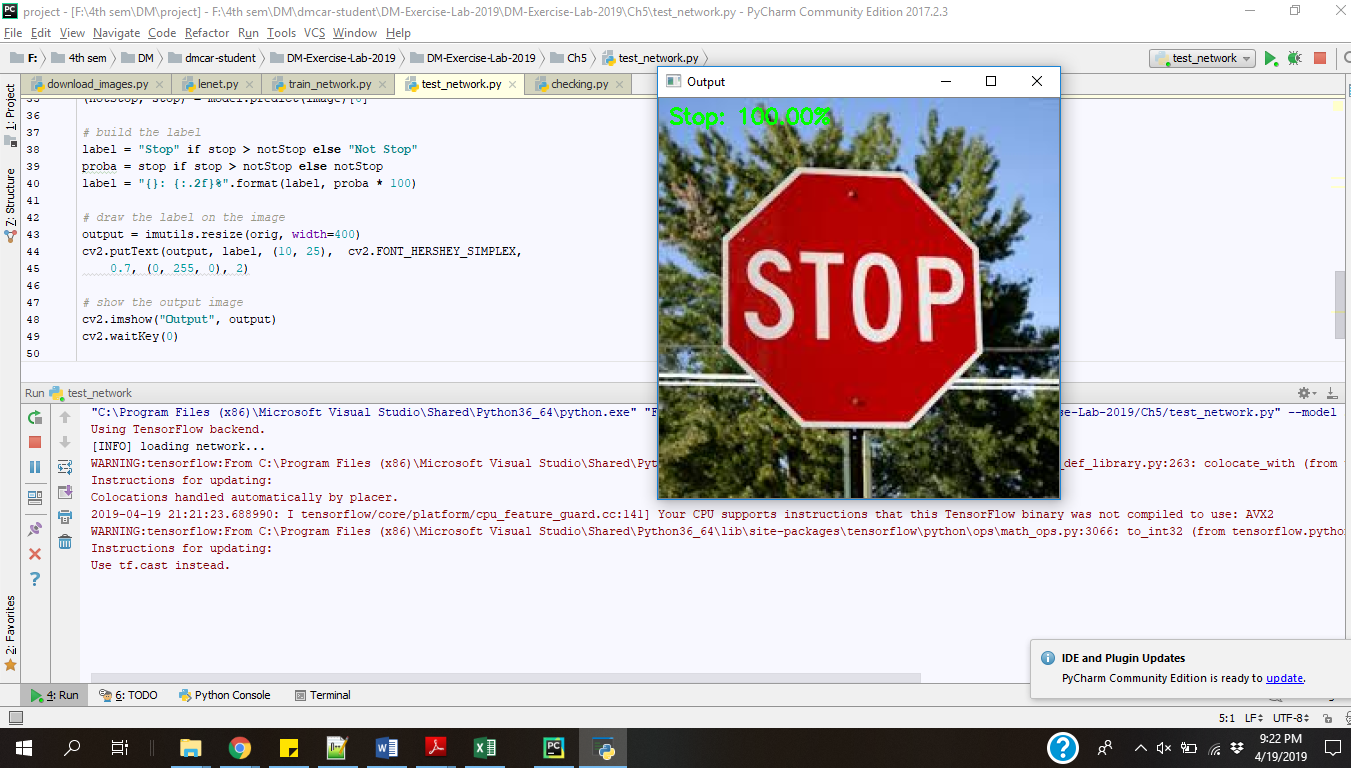 project - [F:\4th sem\DM\project] - F:\4th sem\DM\dmcar-student\DM-Exercise-Lab-2019\DM-Exercise-Lab-2019\Ch5\test_network.py - PyCharm Community Edition 2017.2.3
File Edit View Navigate Code Refactor Run Tools VCS Window Help
F: 4th sem DM dmcar-student DM-Exercise-Lab-2019 DM-Exercise-Lab-2019 Ch5 test_network.py
test_network
download_images.py lenet.py train_network.py test_network.py checking.py
1: Project
7: Structure
2: Favorites
35 (notStop, stop) = model.predict(image)[0]
36
37 # build the label
38 label = "Stop" if stop > notStop else "Not Stop"
39 proba = stop if stop > notStop else notStop
40 label = "{}: {:.2f}%".format(label, proba * 100)
41
42 # draw the label on the image
43 output = imutils.resize(orig, width=400)
44 cv2.putText(output, label, (10, 25),  cv2.FONT_HERSHEY_SIMPLEX,
45 0.7, (0, 255, 0), 2)
46
47 # show the output image
48 cv2.imshow("Output", output)
49 cv2.waitKey(0)
50
Output
Stop: 100.00%
STOP
Run test_network
"C:\Program Files (x86)\Microsoft Visual Studio\Shared\Python36_64\python.exe" "F
se-Lab-2019/Ch5/test_network.py" --model
Using TensorFlow backend.
[INFO] loading network...
WARNING:tensorflow:From C:\Program Files (x86)\Microsoft Visual Studio\Shared\Pyt
_def_library.py:263: colocate_with (from
Instructions for updating:
Colocations handled automatically by placer.
2019-04-19 21:21:23.688990: I tensorflow/core/platform/cpu_feature_guard.cc:141] Your CPU supports instructions that this TensorFlow binary was not compiled to use: AVX2
WARNING:tensorflow:From C:\Program Files (x86)\Microsoft Visual Studio\Shared\Python36_64\lib\site-packages\tensorflow\python\ops\math_ops.py:3066: to_int32 (from tensorflow.pytho
Instructions for updating:
Use tf.cast instead.
IDE and Plugin Updates
PyCharm Community Edition is ready to update.
4: Run 6: TODO Python Console Terminal
5:1 LF UTF-8
9:22 PM
4/19/2019